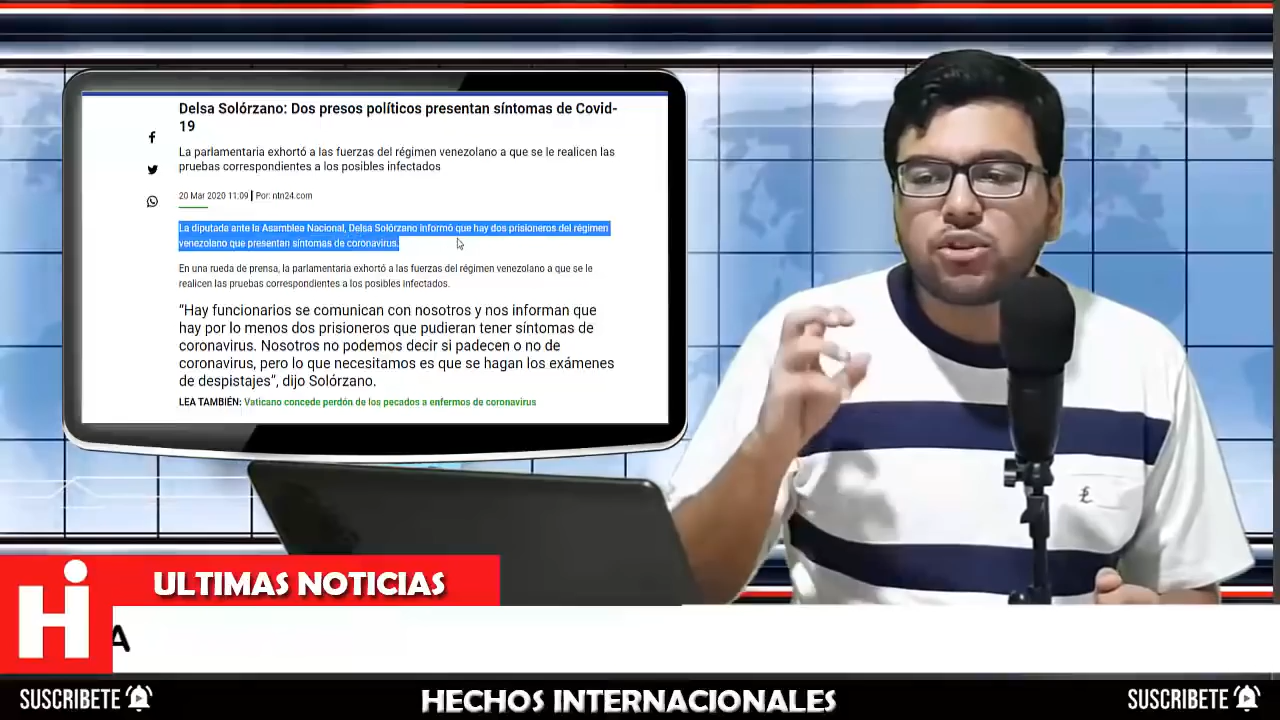 Delsa Solórzano: Dos presos políticos presentan síntomas de Covid-
19
La parlamentaria exhortó a las fuerzas del régimen venezolano a que se le realicen las
pruebas correspondientes a los posibles infectados
20 Mar 2020 11:09 | Por: ntn24.com
La diputada ante la Asamblea Nacional, Delsa Solórzano informó que hay dos prisioneros del régimen
venezolano que presentan síntomas de coronavirus.
En una rueda de prensa, la parlamentaria exhortó a las fuerzas del régimen venezolano a que se le
realicen las pruebas correspondientes a los posibles infectados.
“Hay funcionarios se comunican con nosotros y nos informan que
hay por lo menos dos prisioneros que pudieran tener síntomas de
coronavirus. Nosotros no podemos decir si padecen o no de
coronavirus, pero lo que necesitamos es que se hagan los exámenes
de despistajes”, dijo Solórzano.
LEA TAMBIÉN: Vaticano concede perdón de los pecados a enfermos de coronavirus
ULTIMAS NOTICIAS
Hi
A
SUSCRIBETE
HECHOS INTERNACIONALES
SUSCRIBETE